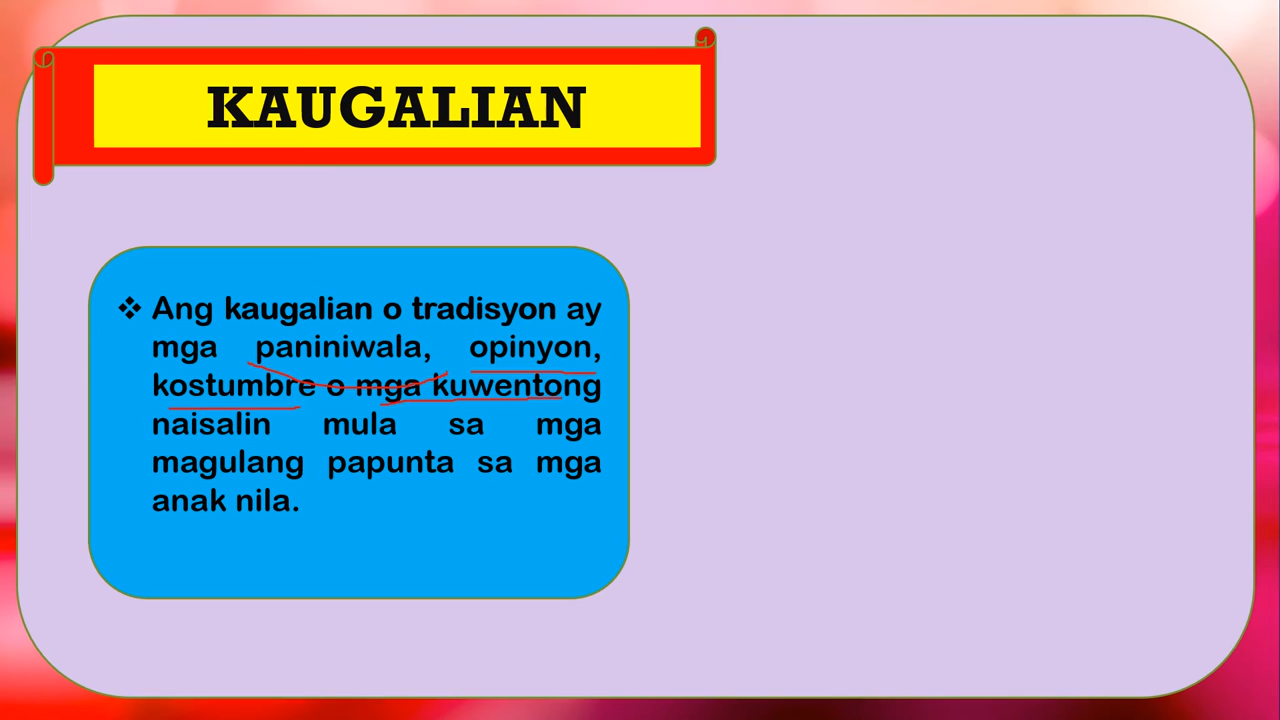 KAUGALIAN
❖ Ang kaugalian o tradisyon ay
mga paniniwala, opinyon,
kostumbre o mga kuwentong
naisalin mula sa mga
magulang papunta sa mga
anak nila.